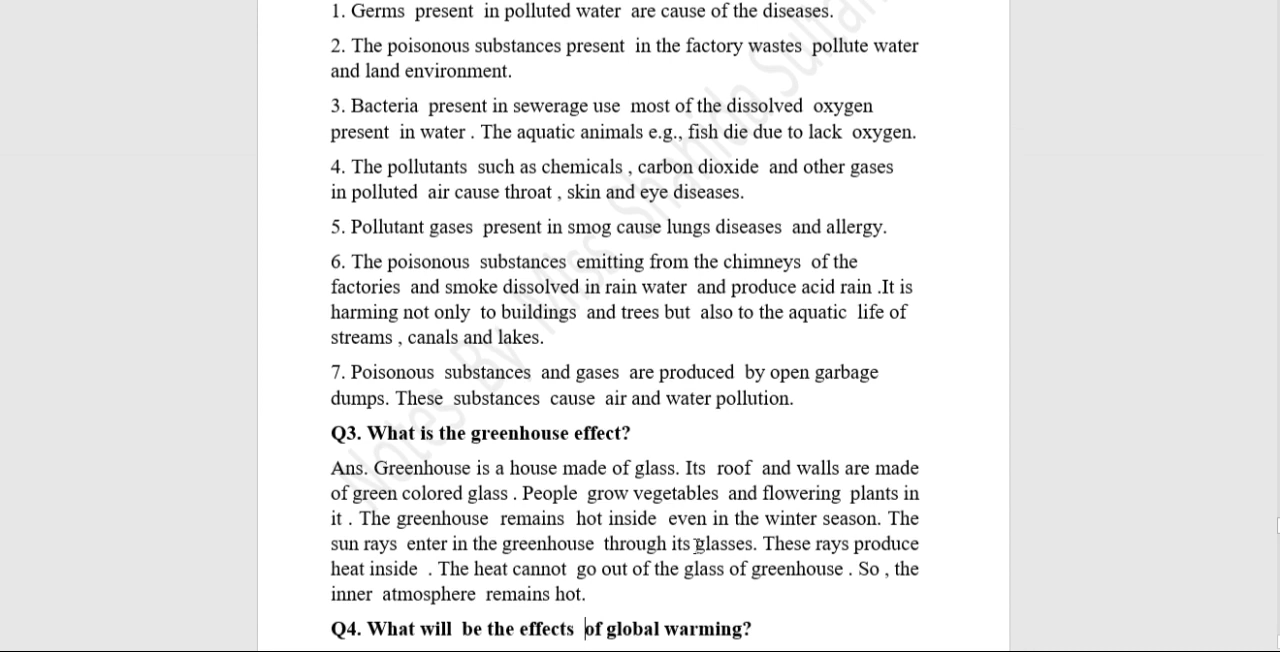 1. Germs present in polluted water are cause of the diseases.
2. The poisonous substances present in the factory wastes pollute water
and land environment.
3. Bacteria present in sewerage use most of the dissolved oxygen
present in water . The aquatic animals e.g., fish die due to lack oxygen.
4. The pollutants such as chemicals , carbon dioxide and other gases
in polluted air cause throat , skin and eye diseases.
5. Pollutant gases present in smog cause lungs diseases and allergy.
6. The poisonous substances emitting from the chimneys of the
factories and smoke dissolved in rain water and produce acid rain .It is
harming not only to buildings and trees but also to the aquatic life of
streams , canals and lakes.
7. Poisonous substances and gases are produced by open garbage
dumps. These substances cause air and water pollution.
Q3. What is the greenhouse effect?
Ans. Greenhouse is a house made of glass. Its roof and walls are made
of green colored glass . People grow vegetables and flowering plants in
it . The greenhouse remains hot inside even in the winter season. The
sun rays enter in the greenhouse through its glasses. These rays produce
heat inside . The heat cannot go out of the glass of greenhouse . So , the
inner atmosphere remains hot.
Q4. What will be the effects of global warming?
Notes By Miss Shahida